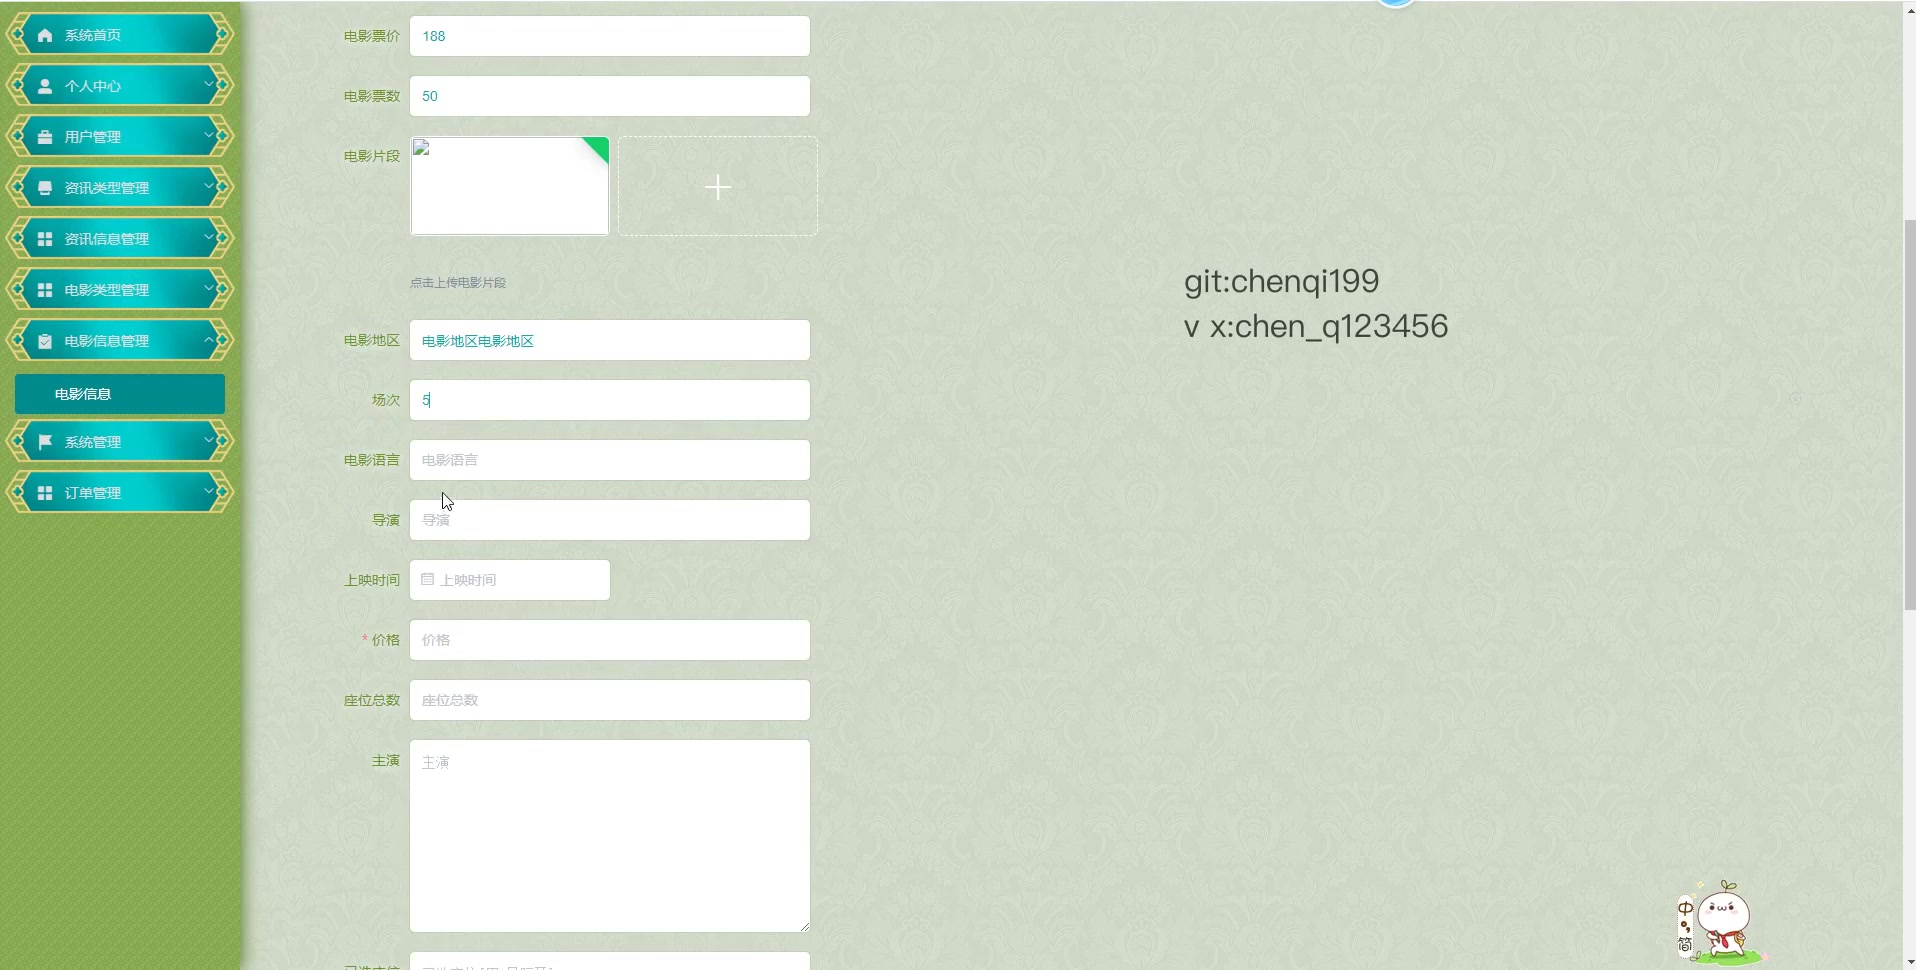 系统首页
个人中心
用户管理
资讯类型管理
资讯信息管理
电影类型管理
电影信息管理
电影信息
系统管理
订单管理
电影票价 188
电影票数 50
电影片段
点击上传电影片段
电影地区 电影地区电影地区
场次 5
电影语言 电影语言
导演 导演
上映时间 上映时间
* 价格 价格
座位总数 座位总数
主演 主演
git:chenqi199
v x:chen_q123456
中
简